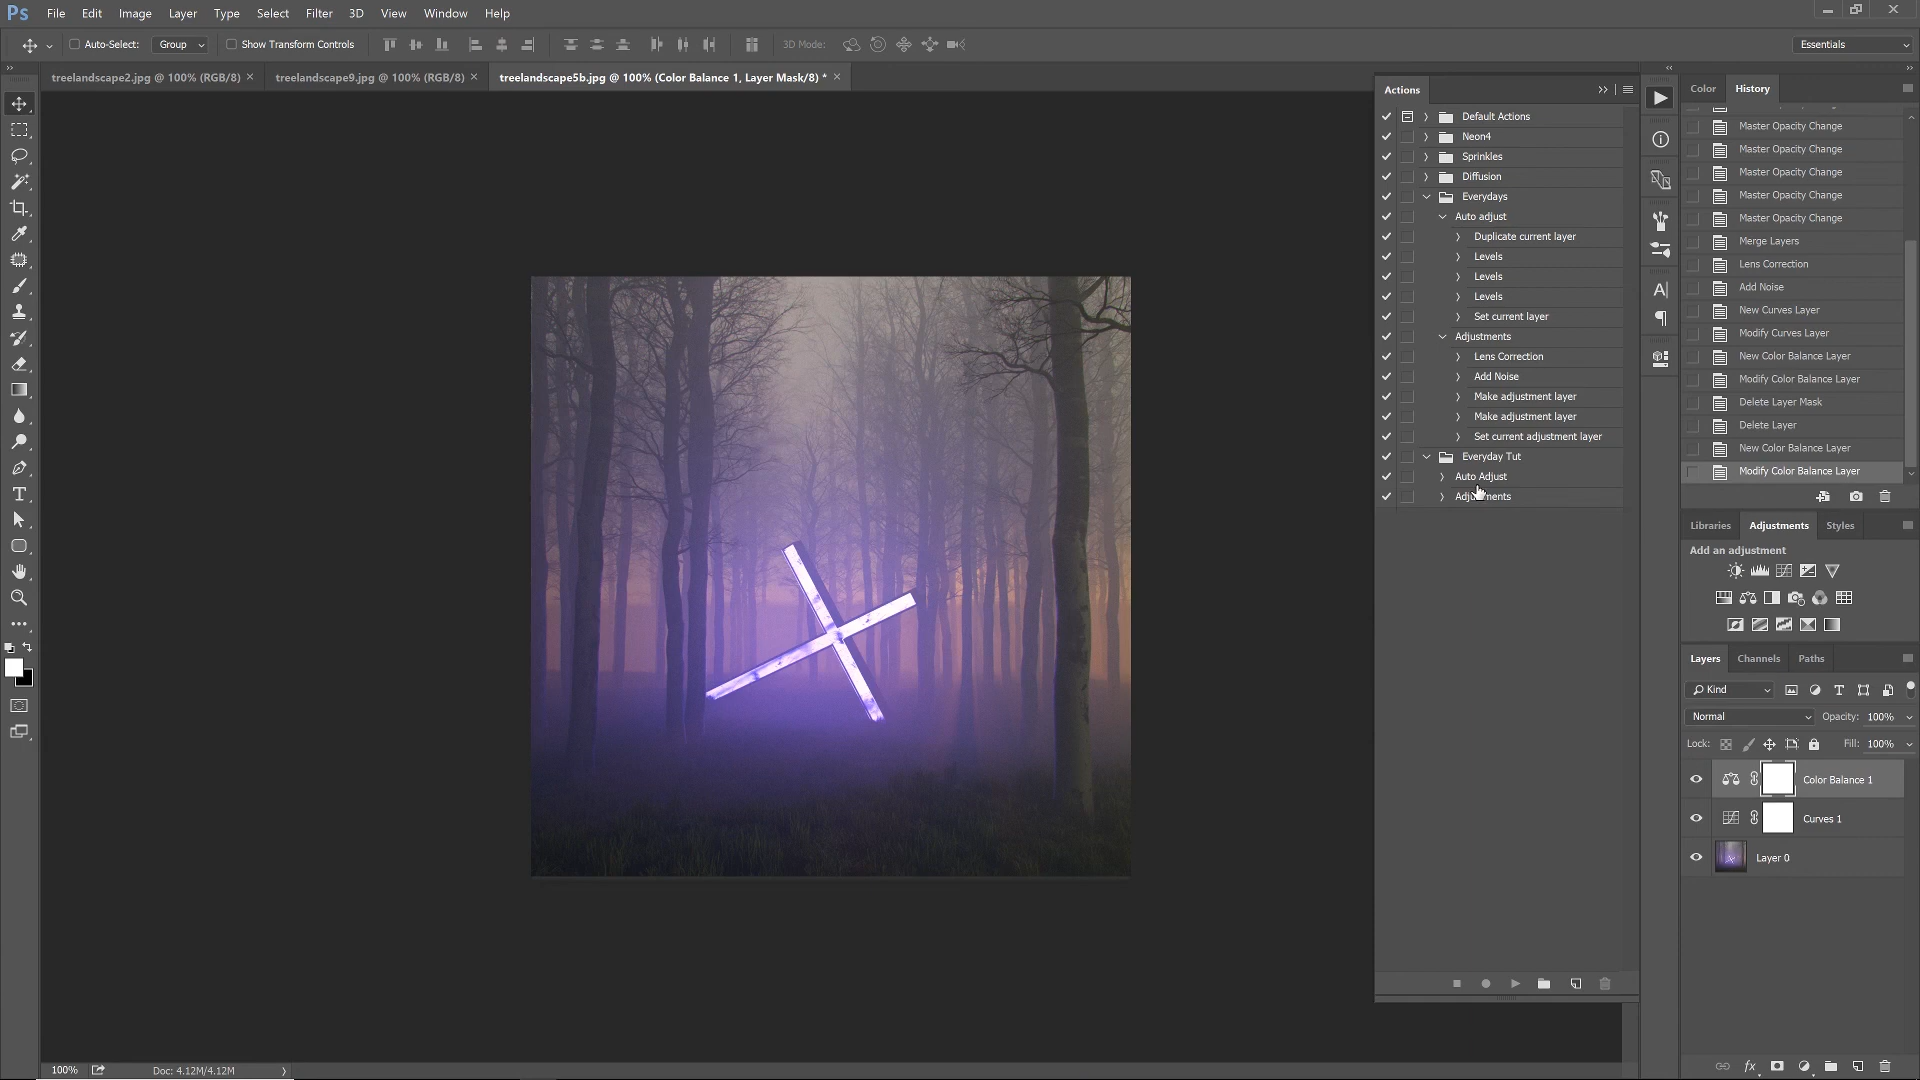 Ps File Edit Image Layer Type Select Filter 3D View Window Help
Auto-Select: Group Show Transform Controls 3D Mode: Essentials
treelandscape2.jpg @ 100% (RGB/8) × treelandscape9.jpg @ 100% (RGB/8) × treelandscape5b.jpg @ 100% (Color Balance 1, Layer Mask/8) * ×
Actions
Default Actions
Neon4
Sprinkles
Diffusion
Everydays
Auto adjust
Duplicate current layer
Levels
Levels
Levels
Set current layer
Adjustments
Lens Correction
Add Noise
Make adjustment layer
Make adjustment layer
Set current adjustment layer
Everyday Tut
Auto Adjust
Color History
Master Opacity Change
Master Opacity Change
Master Opacity Change
Master Opacity Change
Master Opacity Change
Merge Layers
Lens Correction
Add Noise
New Curves Layer
Modify Curves Layer
New Color Balance Layer
Modify Color Balance Layer
Delete Layer Mask
Delete Layer
New Color Balance Layer
Modify Color Balance Layer
Libraries Adjustments Styles
Add an adjustment
Layers Channels Paths
Kind
Normal Opacity: 100%
Lock: Fill: 100%
Color Balance 1
Curves 1
Layer 0
fx
100% Doc: 4.12M/4.12M